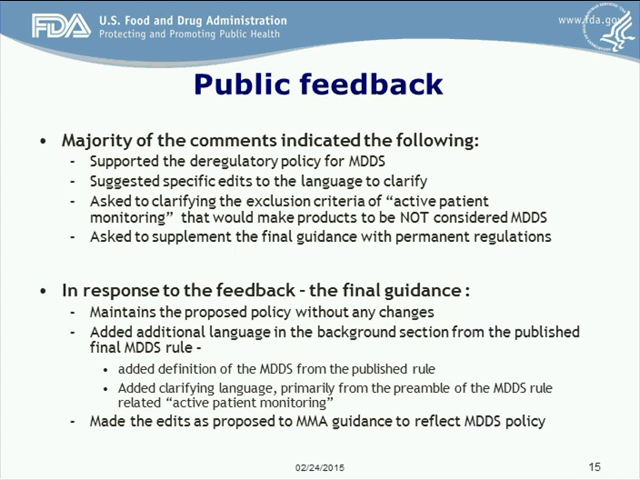 FDA U.S. Food and Drug Administration
Protecting and Promoting Public Health
www.fda.gov
Public feedback
• Majority of the comments indicated the following:
- Supported the deregulatory policy for MDDS
- Suggested specific edits to the language to clarify
- Asked to clarifying the exclusion criteria of “active patient
monitoring” that would make products to be NOT considered MDDS
- Asked to supplement the final guidance with permanent regulations
• In response to the feedback – the final guidance :
- Maintains the proposed policy without any changes
- Added additional language in the background section from the published
final MDDS rule –
• added definition of the MDDS from the published rule
• Added clarifying language, primarily from the preamble of the MDDS rule
related “active patient monitoring”
- Made the edits as proposed to MMA guidance to reflect MDDS policy
02/24/2015
15